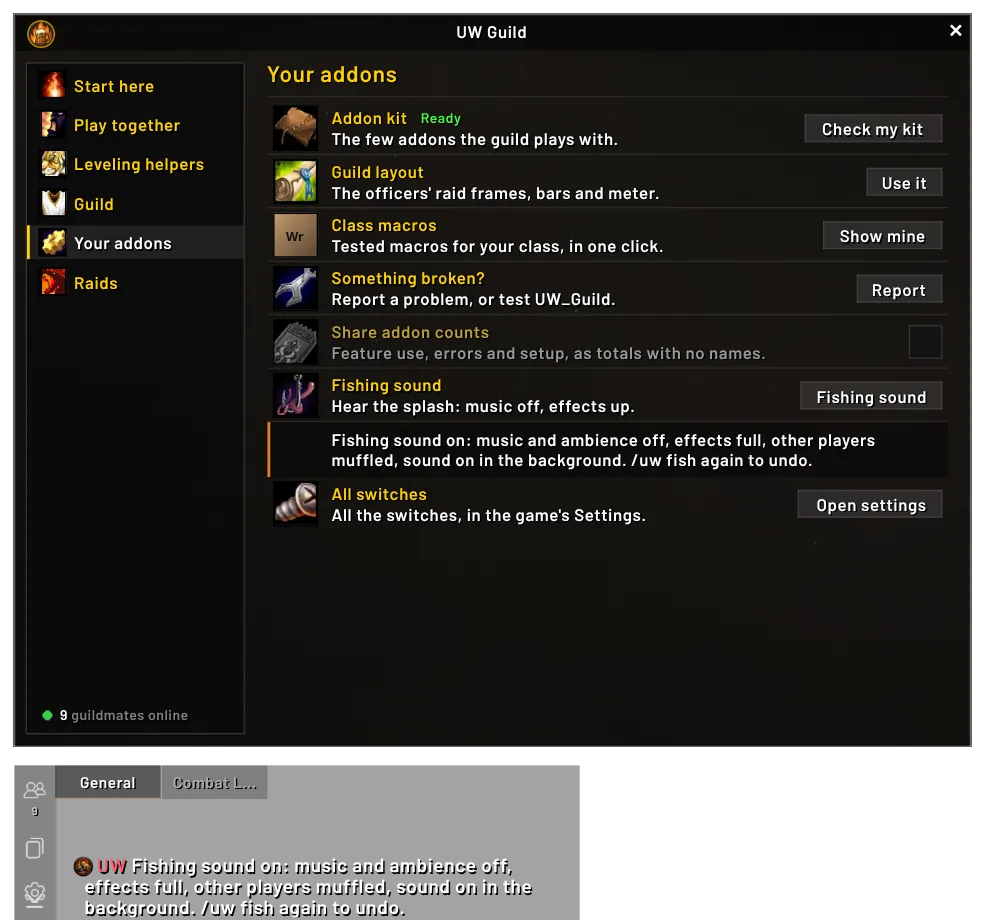 UW Guild
Start here
Play together
Leveling helpers
Guild
Your addons
Raids
9 guildmates online
Your addons
Addon kit Ready
The few addons the guild plays with.
Check my kit
Guild layout
The officers' raid frames, bars and meter.
Use it
Wr
Class macros
Tested macros for your class, in one click.
Show mine
Something broken?
Report a problem, or test UW_Guild.
Report
Share addon counts
Feature use, errors and setup, as totals with no names.
Fishing sound
Hear the splash: music off, effects up.
Fishing sound
Fishing sound on: music and ambience off, effects full, other players
muffled, sound on in the background. /uw fish again to undo.
All switches
All the switches, in the game's Settings.
Open settings
General
Combat L...
9
UW Fishing sound on: music and ambience off,
effects full, other players muffled, sound on in the
background. /uw fish again to undo.